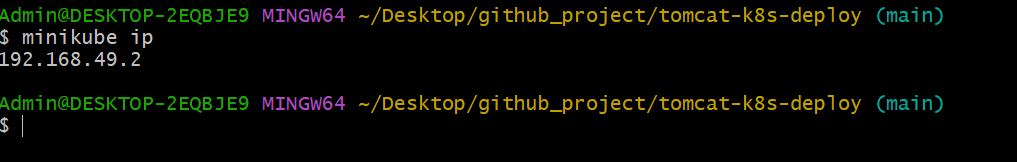 Admin@DESKTOP-2EQBJE9 MINGW64 ~/Desktop/github_project/tomcat-k8s-deploy (main)
$ minikube ip
192.168.49.2
Admin@DESKTOP-2EQBJE9 MINGW64 ~/Desktop/github_project/tomcat-k8s-deploy (main)
$